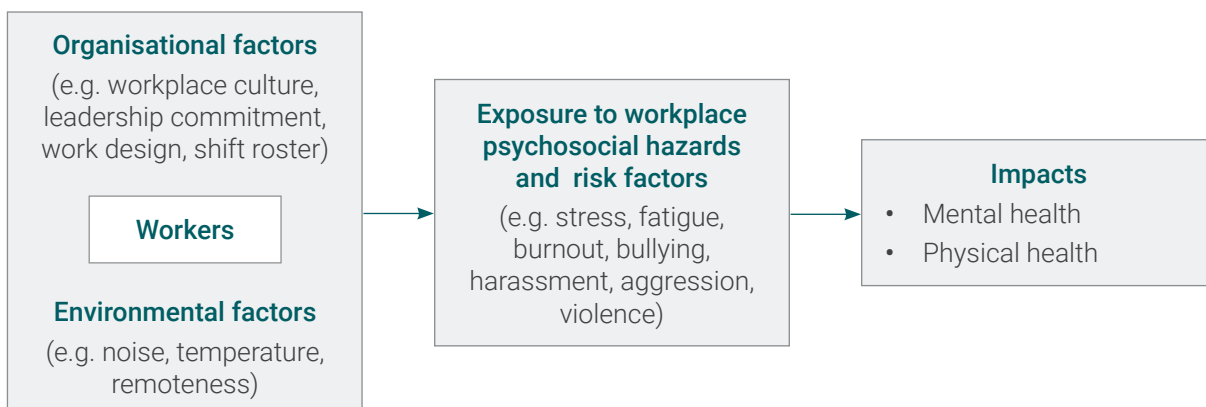 Organisational factors
(e.g. workplace culture,
leadership commitment,
work design, shift roster)
Workers
Environmental factors
(e.g. noise, temperature,
remoteness)
Exposure to workplace
psychosocial hazards
and risk factors
(e.g. stress, fatigue,
burnout, bullying,
harassment, aggression,
violence)
Impacts
• Mental health
• Physical health